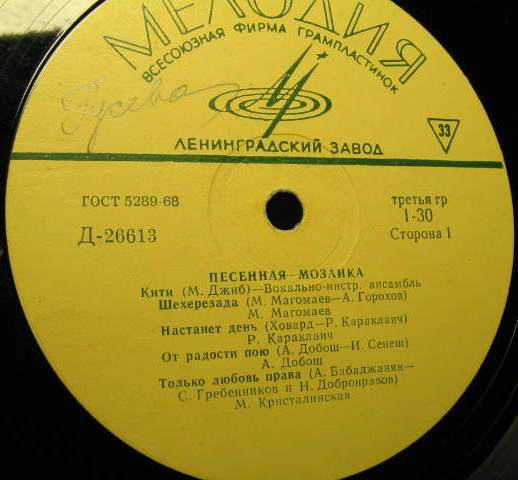 МЕЛОДИЯ
ВСЕСОЮЗНАЯ ФИРМА ГРАМПЛАСТИНОК
Гусева
ЛЕНИНГРАДСКИЙ ЗАВОД
33
ГОСТ 5289-68
третья гр
1-30
Д-26613
Сторона 1
ПЕСЕННАЯ МОЗАИКА
Кити (М. Джиб)—Вокально-инстр. ансамбль
Шехерезада (М. Магомаев—А. Горохов)
М. Магомаев
Настанет день (Ховард—Р. Караклаич)
Р. Караклаич
От радости пою (А. Добош—И. Сенеш)
А. Добош
Только любовь права (А. Бабаджанян—
С. Гребенников и Н. Добронравов)
М. Кристалинская